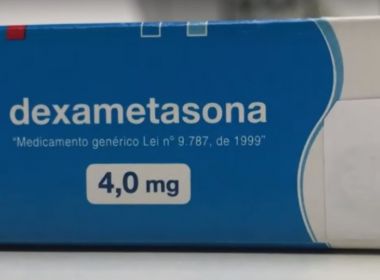 dexametasona
"Medicamento genérico Lei nº 9.787, de 1999"
4,0 mg